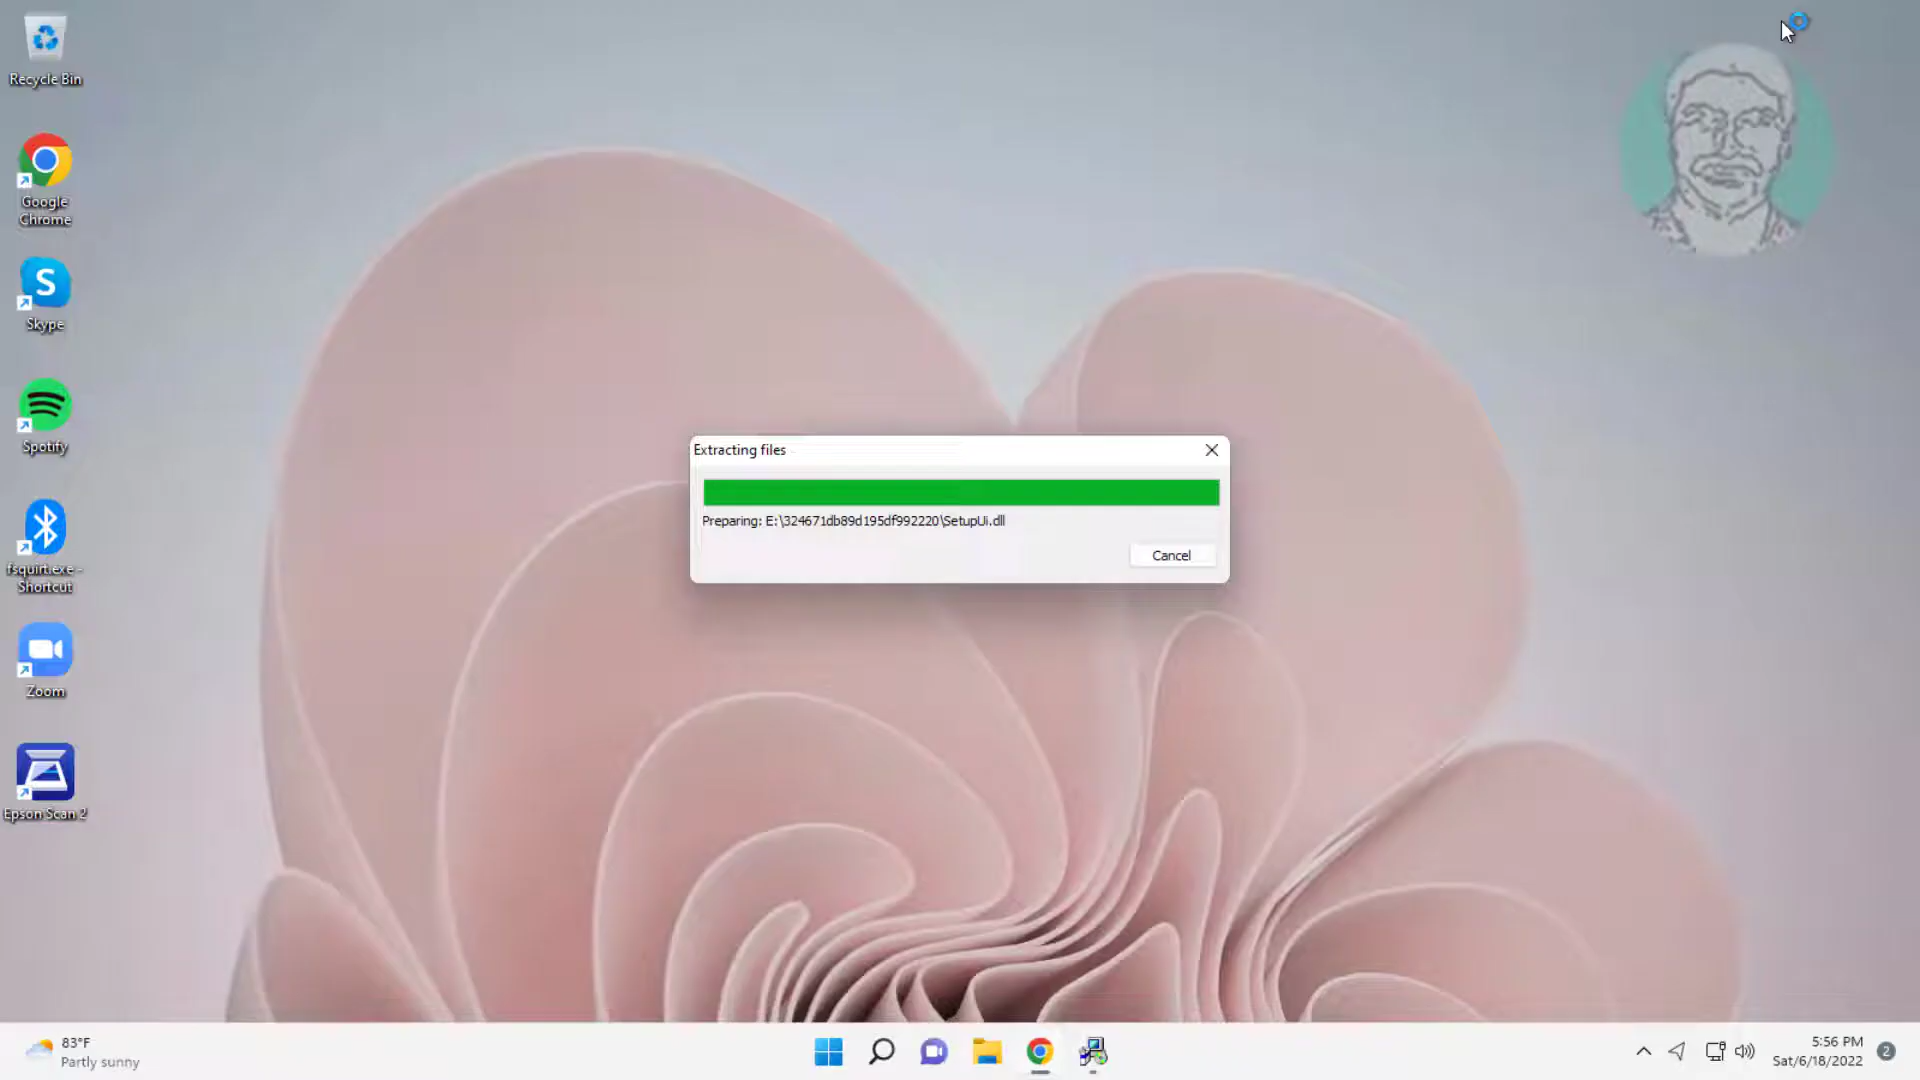 Recycle Bin
Google
Chrome
Skype
Spotify
fsquirt.exe -
Shortcut
Zoom
Epson Scan 2
Extracting files
Preparing: E:\324671db89d195df992220\SetupUi.dll
Cancel
83°F
Partly sunny
5:56 PM
Sat/6/18/2022
2